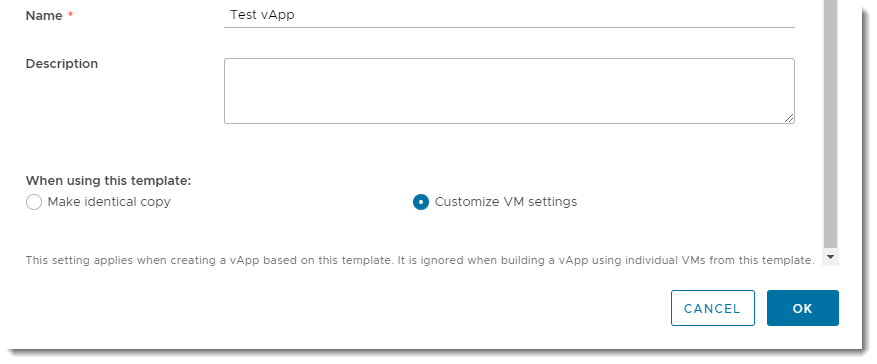 Name *
Test vApp
Description
When using this template:
Make identical copy
Customize VM settings
This setting applies when creating a vApp based on this template. It is ignored when building a vApp using individual VMs from this template.
CANCEL
OK